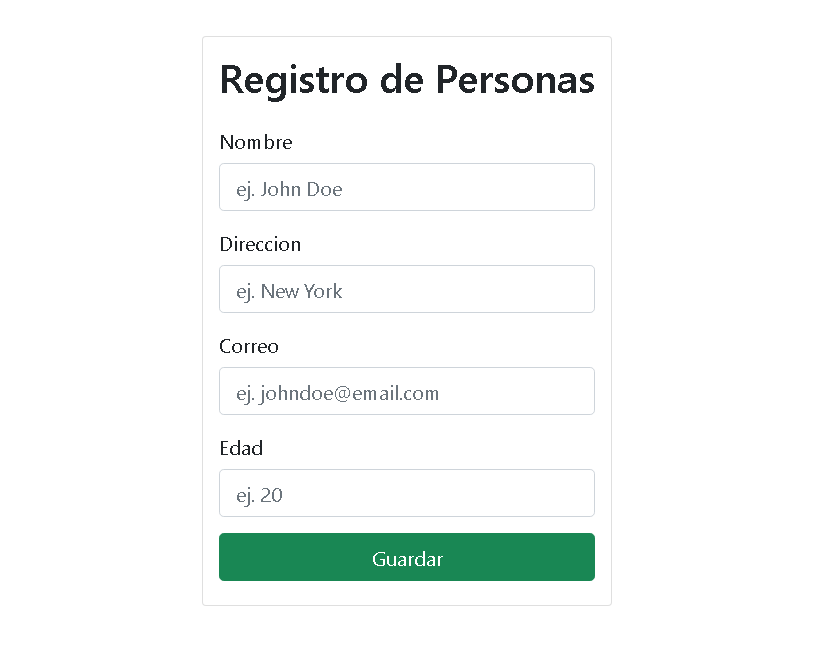 Registro de Personas
Nombre
ej. John Doe
Direccion
ej. New York
Correo
ej. johndoe@email.com
Edad
ej. 20
Guardar